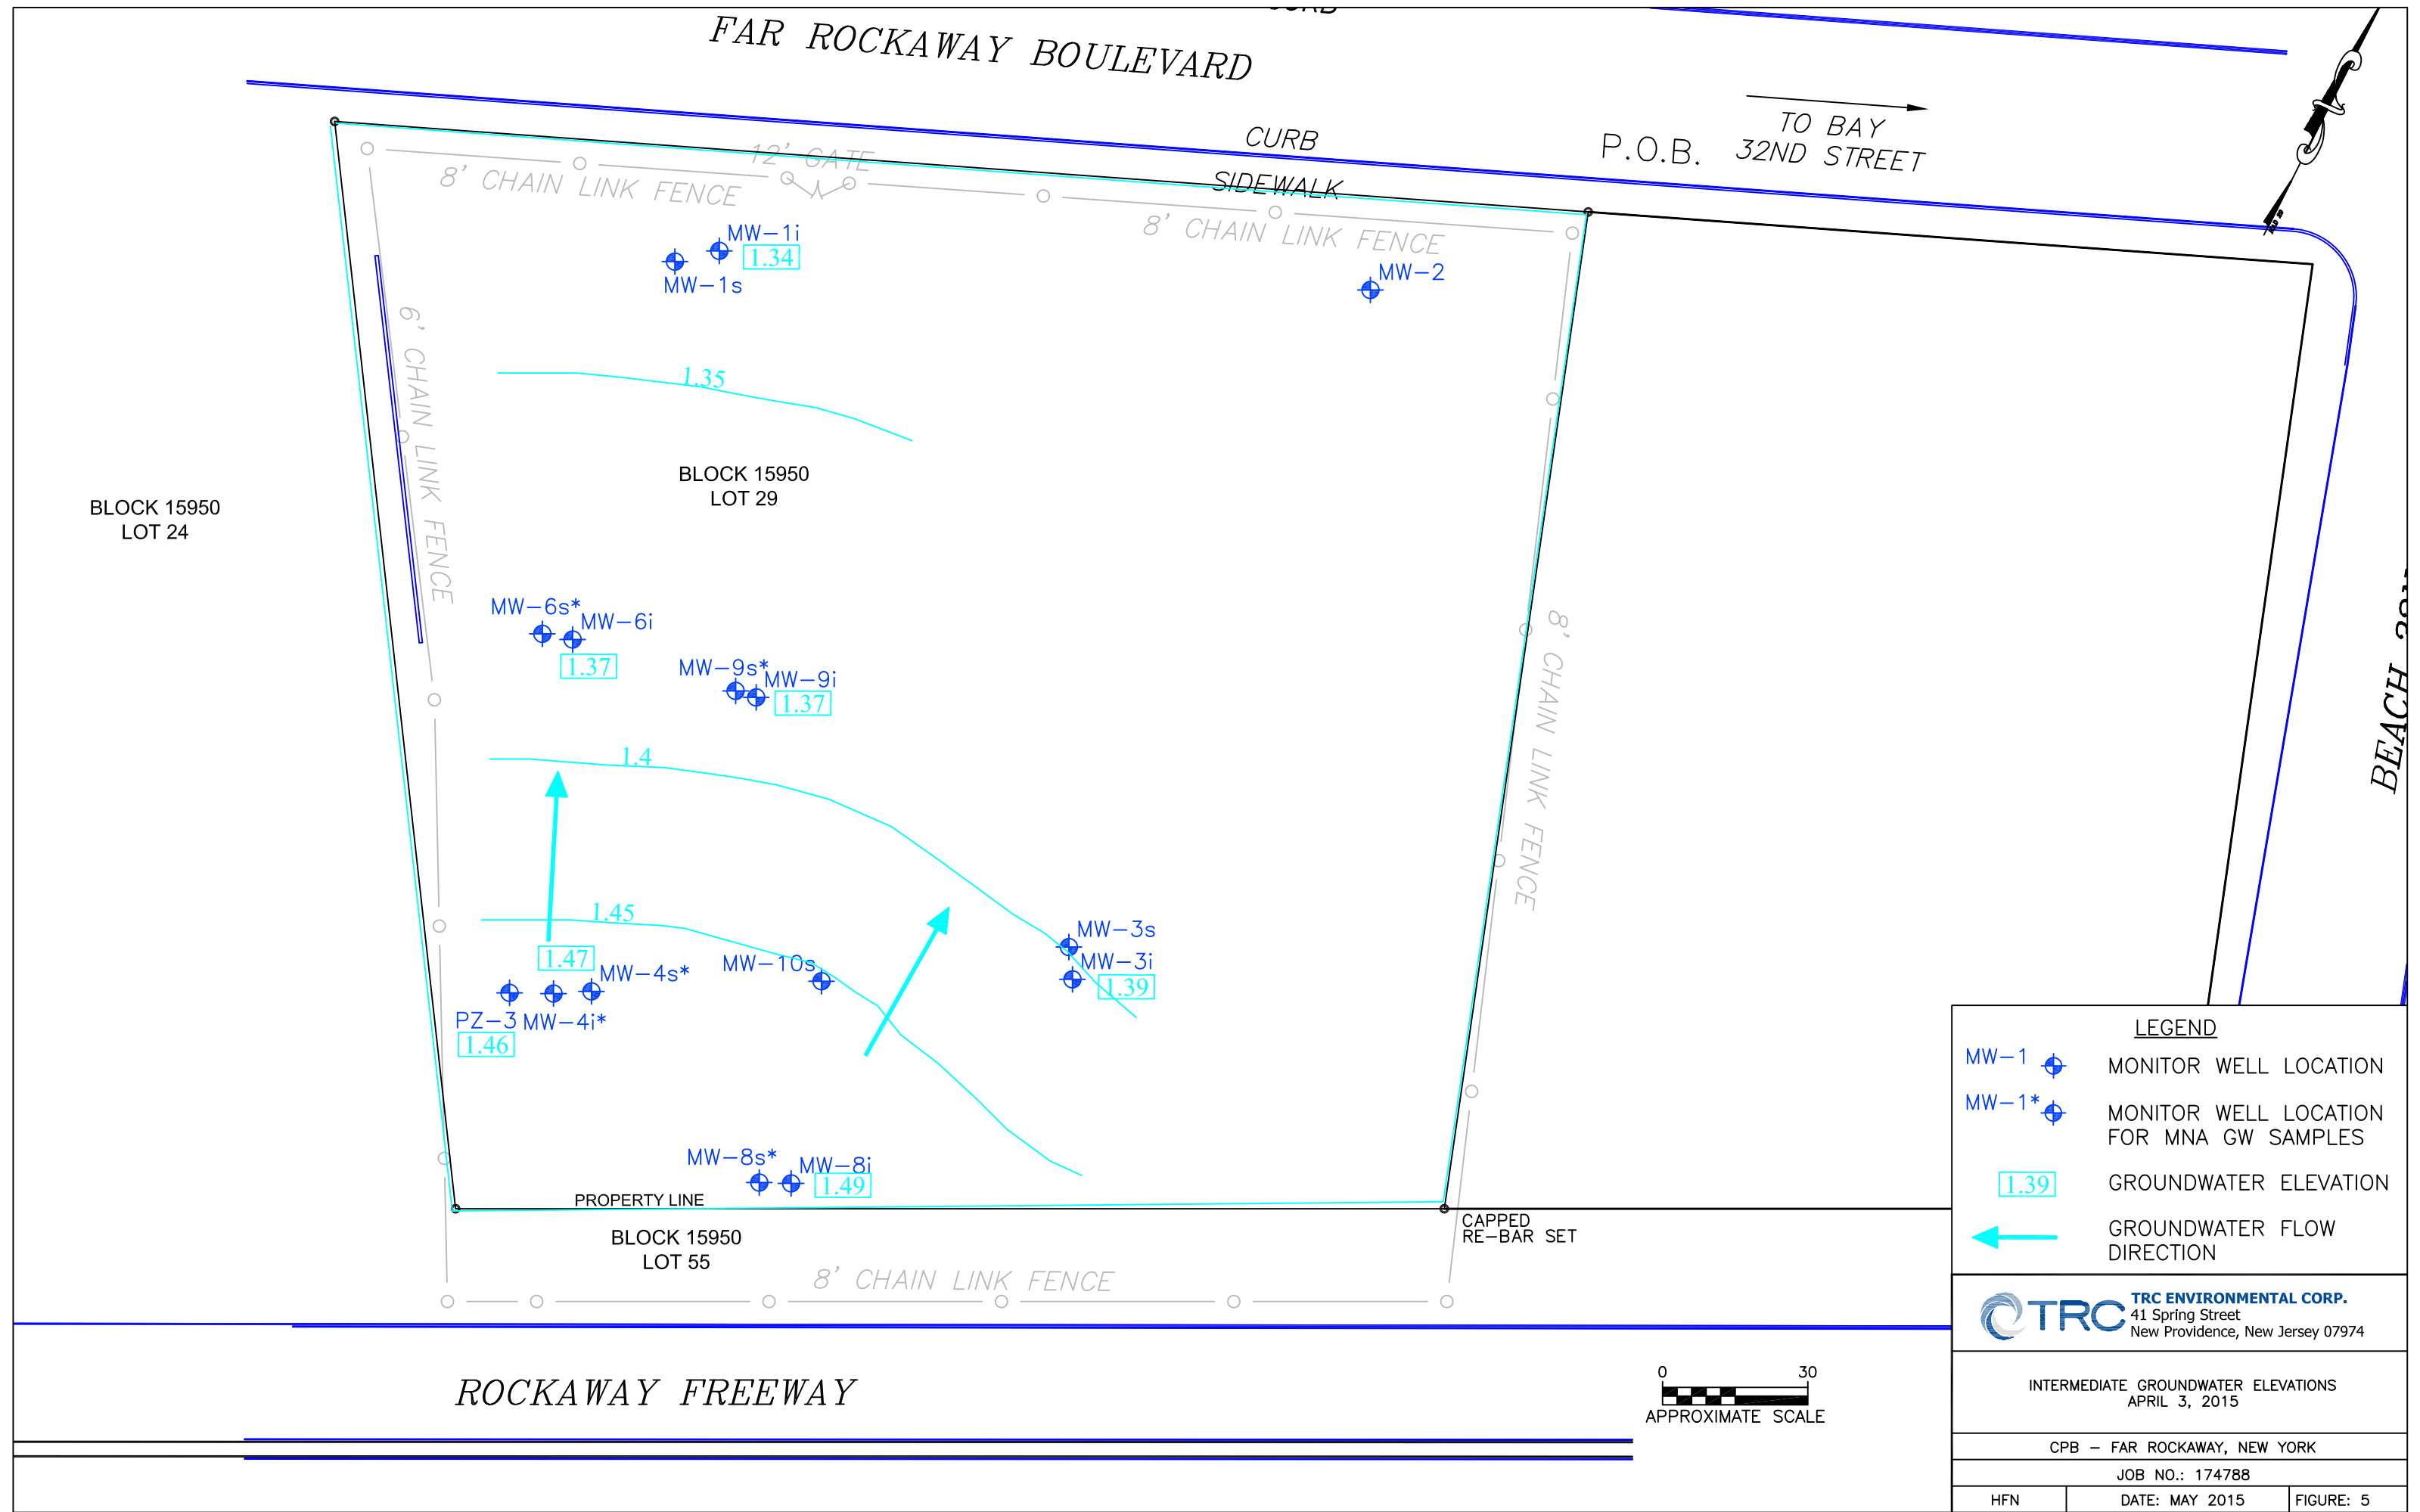 FAR ROCKAWAY BOULEVARD
CURB
SIDEWALK
P.O.B.
TO BAY
32ND STREET
12' GATE
8' CHAIN LINK FENCE
8' CHAIN LINK FENCE
MW-1i
1.34
MW-1s
MW-2
6' CHAIN LINK FENCE
1.35
BLOCK 15950
LOT 29
BLOCK 15950
LOT 24
MW-6s*
MW-6i
1.37
MW-9s*
MW-9i
1.37
8' CHAIN LINK FENCE
BEACH
1.4
1.45
1.47
MW-4s*
MW-10s
MW-3s
MW-3i
1.39
PZ-3
MW-4i*
1.46
MW-8s*
MW-8i
1.49
PROPERTY LINE
CAPPED
RE-BAR SET
BLOCK 15950
LOT 55
8' CHAIN LINK FENCE
ROCKAWAY FREEWAY
0
30
APPROXIMATE SCALE
LEGEND
MW-1
MONITOR WELL LOCATION
MW-1*
MONITOR WELL LOCATION
FOR MNA GW SAMPLES
1.39
GROUNDWATER ELEVATION
GROUNDWATER FLOW
DIRECTION
TRC
TRC ENVIRONMENTAL CORP.
41 Spring Street
New Providence, New Jersey 07974
INTERMEDIATE GROUNDWATER ELEVATIONS
APRIL 3, 2015
CPB - FAR ROCKAWAY, NEW YORK
JOB NO.: 174788
HFN
DATE: MAY 2015
FIGURE: 5